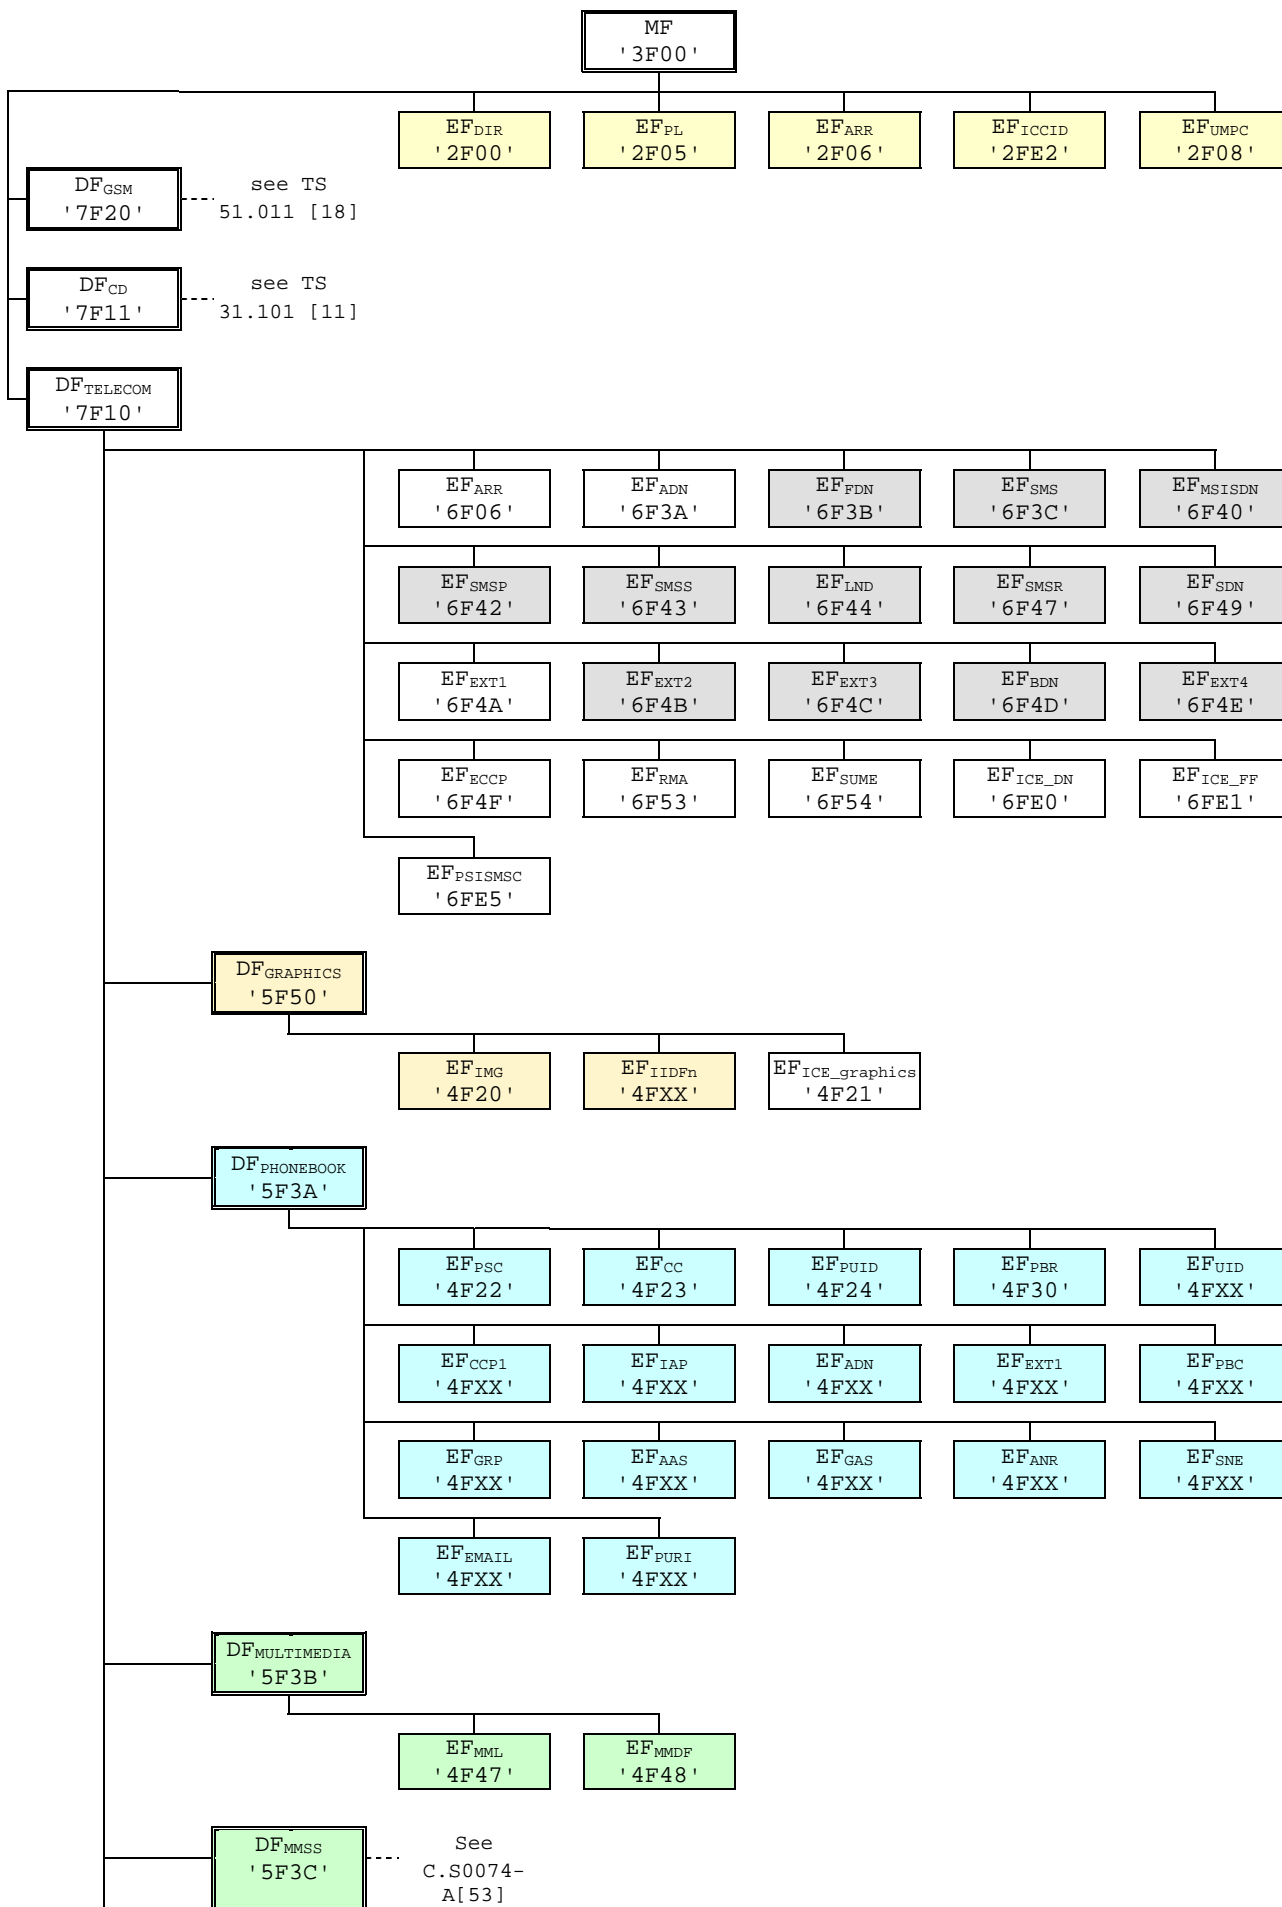 MF
'3F00'
EFDIR EFPL EFARR EFICCID EFUMPC
'2F00' '2F05' '2F06' '2FE2' '2F08'
DFGSM see TS
'7F20' 51.011 [18]
DFCD see TS
'7F11' 31.101 [11]
DFTELECOM
'7F10'
EFARR EFADN EFFDN EFSMS EFMSISDN
'6F06' '6F3A' '6F3B' '6F3C' '6F40'
EFSMSP EFSMSS EFLND EFSMSR EFSDN
'6F42' '6F43' '6F44' '6F47' '6F49'
EFEXT1 EFEXT2 EFEXT3 EFBDN EFEXT4
'6F4A' '6F4B' '6F4C' '6F4D' '6F4E'
EFECCP EFRMA EFSUME EFICE_DN EFICE_FF
'6F4F' '6F53' '6F54' '6FE0' '6FE1'
EFPSISMSC
'6FE5'
DFGRAPHICS
'5F50'
EFIMG EFIIDFn EFICE_graphics
'4F20' '4FXX' '4F21'
DFPHONEBOOK
'5F3A'
EFPSC EFCC EFPUID EFPBR EFUID
'4F22' '4F23' '4F24' '4F30' '4FXX'
EFCCP1 EFIAP EFADN EFEXT1 EFPBC
'4FXX' '4FXX' '4FXX' '4FXX' '4FXX'
EFGRP EFAAS EFGAS EFANR EFSNE
'4FXX' '4FXX' '4FXX' '4FXX' '4FXX'
EFEMAIL EFPURI
'4FXX' '4FXX'
DFMULTIMEDIA
'5F3B'
EFMML EFMMDF
'4F47' '4F48'
DFMMSS See
'5F3C' C.S0074-
A[53]